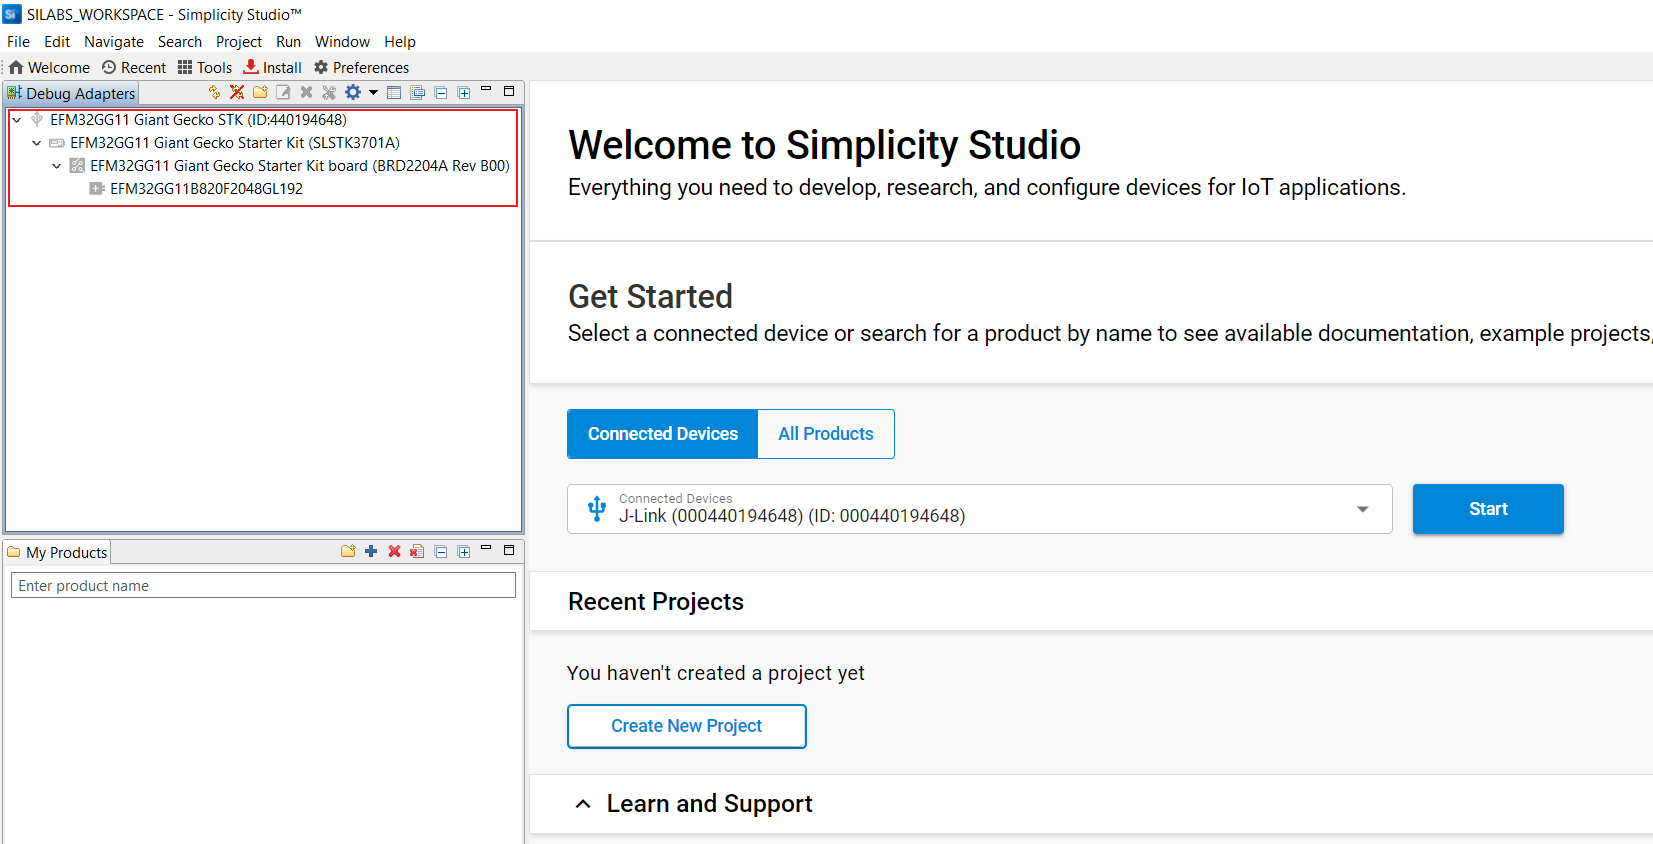 SILABS_WORKSPACE - Simplicity Studio™
File Edit Navigate Search Project Run Window Help
Welcome Recent Tools Install Preferences
Debug Adapters
EFM32GG11 Giant Gecko STK (ID:440194648)
EFM32GG11 Giant Gecko Starter Kit (SLSTK3701A)
EFM32GG11 Giant Gecko Starter Kit board (BRD2204A Rev B00)
EFM32GG11B820F2048GL192
My Products
Enter product name
Welcome to Simplicity Studio
Everything you need to develop, research, and configure devices for IoT applications.
Get Started
Select a connected device or search for a product by name to see available documentation, example projects,
Connected Devices All Products
Connected Devices
J-Link (000440194648) (ID: 000440194648)
Start
Recent Projects
You haven't created a project yet
Create New Project
Learn and Support